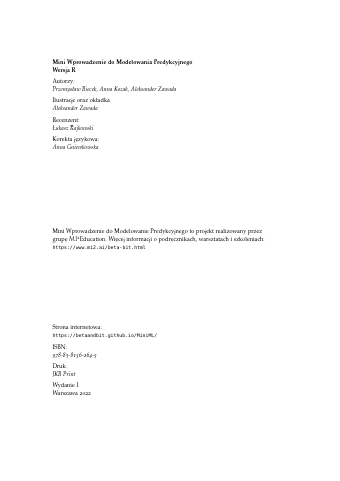 Mini Wprowadzenie do Modelowania Predykcyjnego
Wersja R
Autorzy:
Przemysław Biecek, Anna Kozak, Aleksander Zawada
Ilustracje oraz okładka
Aleksander Zawada
Recenzent:
Łukasz Rajkowski
Korekta językowa:
Anna Gniewkowska
Mini Wprowadzenie do Modelowanie Predykcyjnego to projekt realizowany przez
grupę MI²Education. Więcej informacji o podręcznikach, warsztatach i szkoleniach:
https://www.mi2.ai/beta-bit.html
Strona internetowa:
https://betaandbit.github.io/MiniML/
ISBN:
978-83-8156-264-5
Druk:
JKB Print
Wydanie I
Warszawa 2022